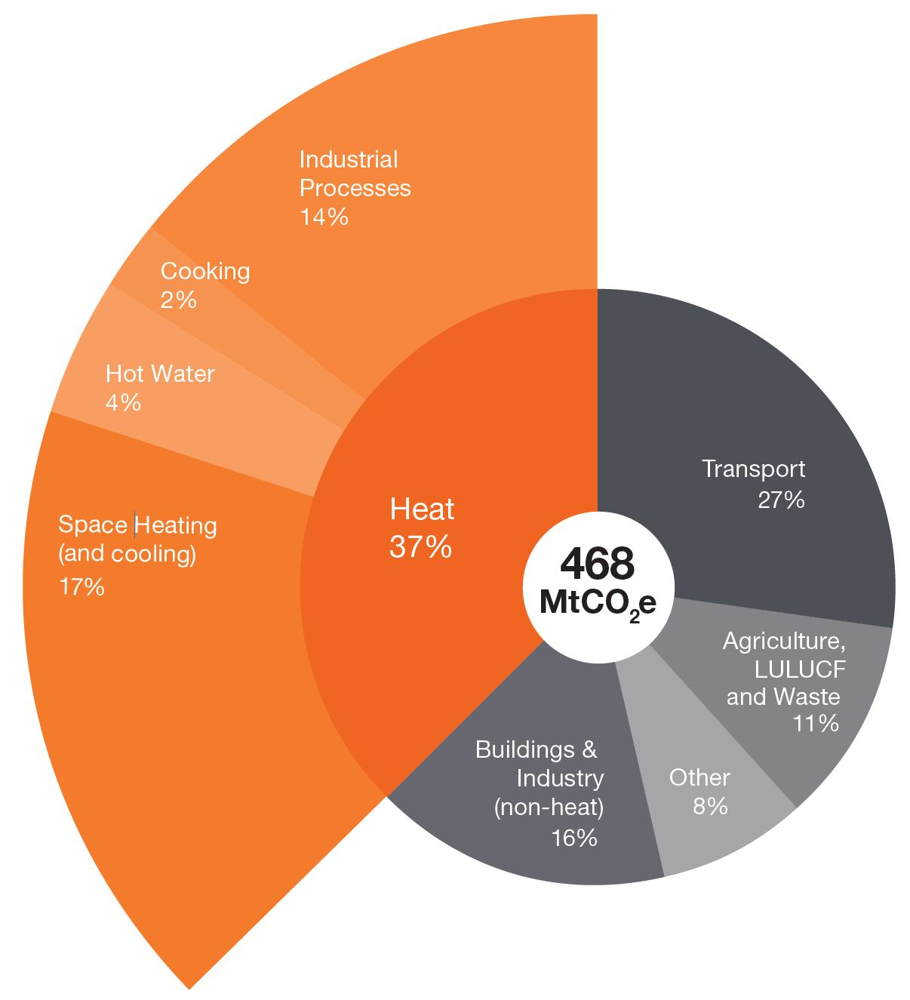 Industrial
Processes
14%
Cooking
2%
Hot Water
4%
Space Heating
(and cooling)
17%
Heat
37%
468
MtCO₂e
Transport
27%
Agriculture,
LULUCF
and Waste
11%
Other
8%
Buildings &
Industry
(non-heat)
16%